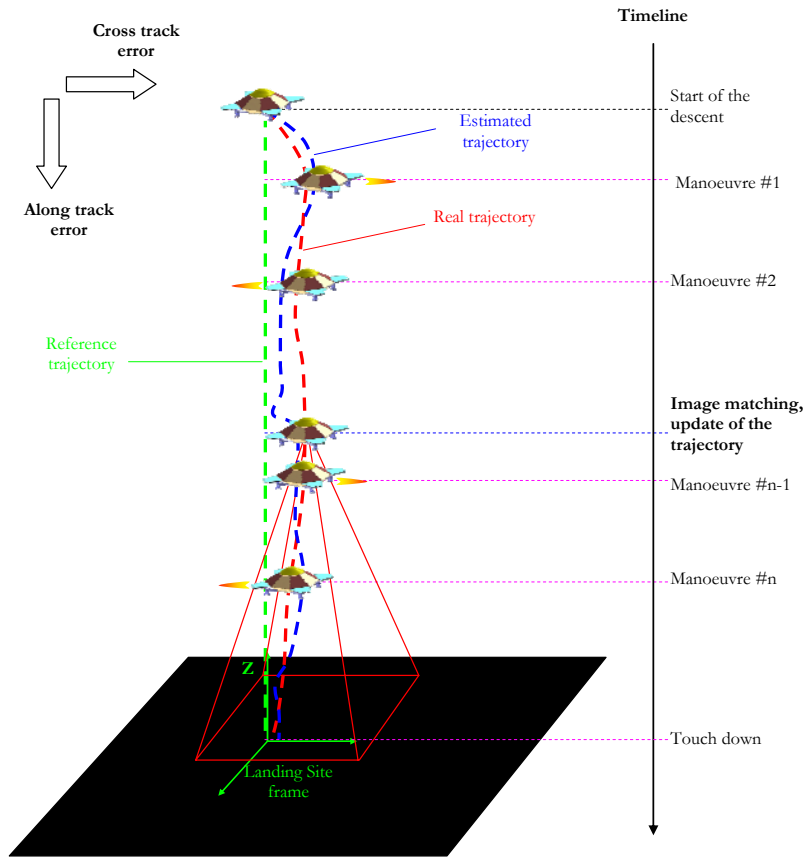 Timeline
Cross track
error
Start of the
descent
Estimated
trajectory
Manoeuvre #1
Along track
error
Real trajectory
Manoeuvre #2
Reference
trajectory
Image matching,
update of the
trajectory
Manoeuvre #n-1
Manoeuvre #n
Z
Touch down
Landing Site
frame